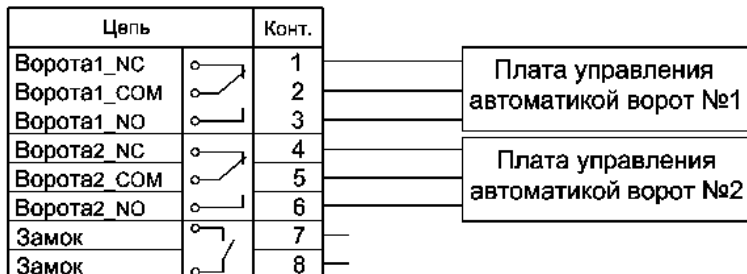 Цепь Конт.
Ворота1_NC 1
Ворота1_COM 2
Ворота1_NO 3
Ворота2_NC 4
Ворота2_COM 5
Ворота2_NO 6
Замок 7
Замок 8
Плата управления
автоматикой ворот №1
Плата управления
автоматикой ворот №2